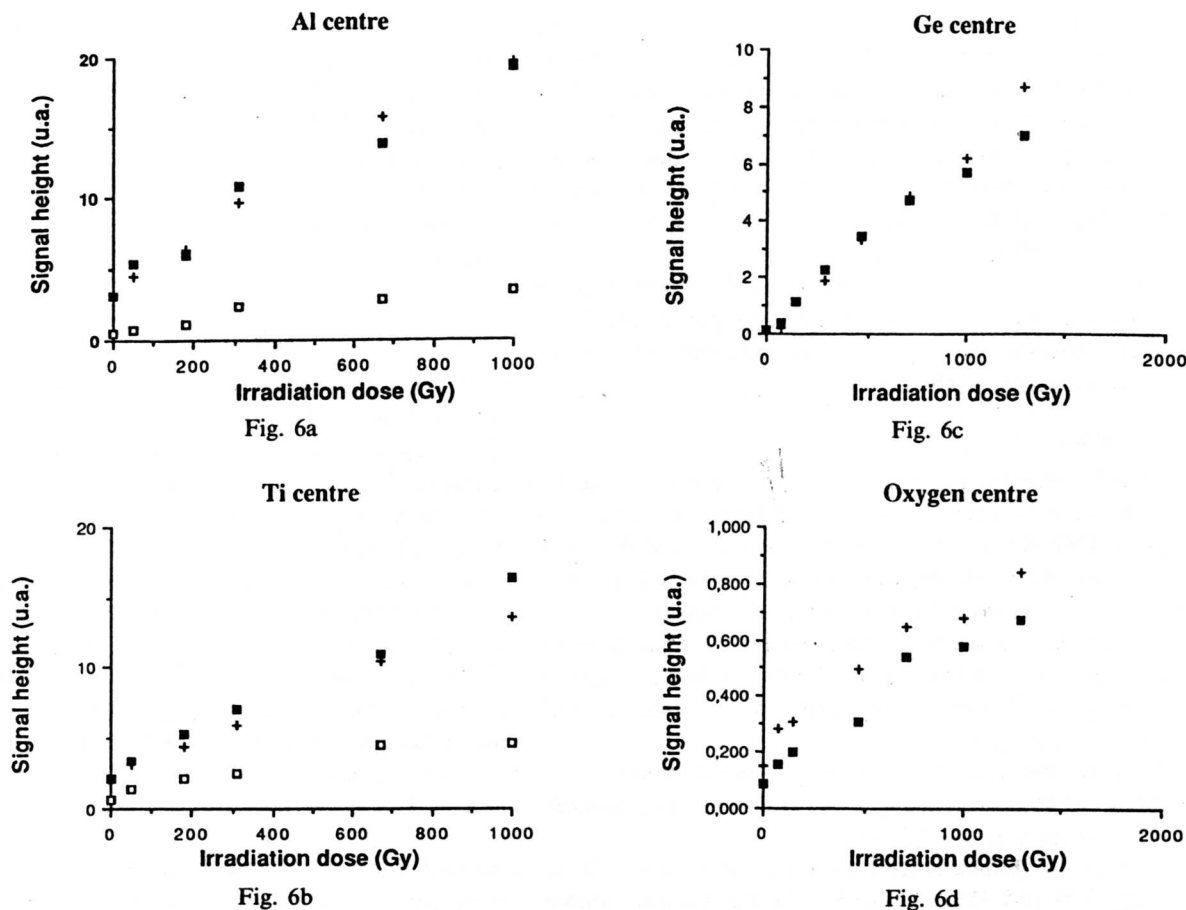 Al centre
20
10
0
Signal height (u.a.)
0 200 400 600 800 1000
Irradiation dose (Gy)
Fig. 6a
Ge centre
10
8
6
4
2
0
Signal height (u.a.)
0 1000 2000
Irradiation dose (Gy)
Fig. 6c
Ti centre
20
10
0
Signal height (u.a.)
0 200 400 600 800 1000
Irradiation dose (Gy)
Fig. 6b
Oxygen centre
1,000
0,800
0,600
0,400
0,200
0,000
Signal height (u.a.)
0 1000 2000
Irradiation dose (Gy)
Fig. 6d